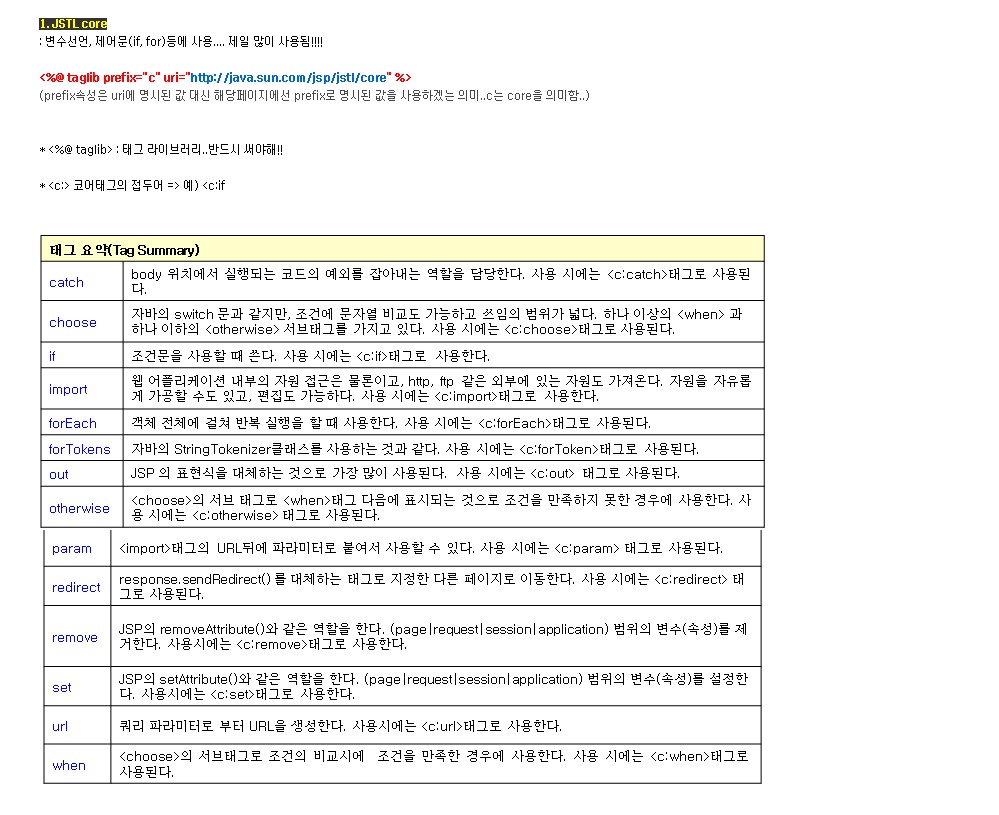 1. JSTL core
: 변수선언, 제어문(if, for)등에 사용.... 제일 많이 사용됨!!!!
<%@ taglib prefix="c" uri="http://java.sun.com/jsp/jstl/core" %>
(prefix속성은 uri에 명시된 값 대신 해당페이지에선 prefix로 명시된 값을 사용하겠는 의미..c는 core을 의미함..)
* <%@ taglib> : 태그 라이브러리..반드시 써야해!!
* <c:> 코어태그의 접두어 => 예) <c:if
태그 요약(Tag Summary)
catch
body 위치에서 실행되는 코드의 예외를 잡아내는 역할을 담당한다. 사용 시에는 <c:catch>태그로 사용된
다.
choose
자바의 switch 문과 같지만, 조건에 문자열 비교도 가능하고 쓰임의 범위가 넓다. 하나 이상의 <when> 과
하나 이하의 <otherwise> 서브태그를 가지고 있다. 사용 시에는 <c:choose>태그로 사용된다.
if
조건문을 사용할 때 쓴다. 사용 시에는 <c:if>태그로 사용한다.
import
웹 어플리케이션 내부의 자원 접근은 물론이고, http, ftp 같은 외부에 있는 자원도 가져온다. 자원을 자유롭
게 가공할 수도 있고, 편집도 가능하다. 사용 시에는 <c:import>태그로 사용한다.
forEach
객체 전체에 걸쳐 반복 실행을 할 때 사용한다. 사용 시에는 <c:forEach>태그로 사용된다.
forTokens
자바의 StringTokenizer클래스를 사용하는 것과 같다. 사용 시에는 <c:forToken>태그로 사용된다.
out
JSP 의 표현식을 대체하는 것으로 가장 많이 사용된다. 사용 시에는 <c:out> 태그로 사용된다.
otherwise
<choose>의 서브 태그로 <when>태그 다음에 표시되는 것으로 조건을 만족하지 못한 경우에 사용한다. 사
용 시에는 <c:otherwise> 태그로 사용된다.
param
<import>태그의 URL뒤에 파라미터로 붙여서 사용할 수 있다. 사용 시에는 <c:param> 태그로 사용된다.
redirect
response.sendRedirect() 를 대체하는 태그로 지정한 다른 페이지로 이동한다. 사용 시에는 <c:redirect> 태
그로 사용된다.
remove
JSP의 removeAttribute()와 같은 역할을 한다. (page|request|session|application) 범위의 변수(속성)를 제
거한다. 사용시에는 <c:remove>태그로 사용한다.
set
JSP의 setAttribute()와 같은 역할을 한다. (page|request|session|application) 범위의 변수(속성)를 설정한
다. 사용시에는 <c:set>태그로 사용한다.
url
쿼리 파라미터로 부터 URL을 생성한다. 사용시에는 <c:url>태그로 사용한다.
when
<choose>의 서브태그로 조건의 비교시에 조건을 만족한 경우에 사용한다. 사용 시에는 <c:when>태그로
사용된다.